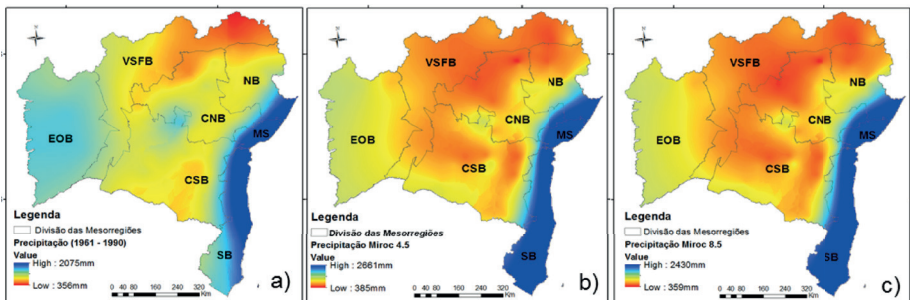 N
VSFB
NB
EOB
CNB
MS
CSB
SB
Legenda
Divisão das Mesorregiões
Precipitação (1961 - 1990)
Value
High : 2075mm
Low : 356mm
0 40 80 160 240 320
Km
a)
N
VSFB
NB
EOB
CNB
MS
CSB
SB
Legenda
Divisão das Mesorregiões
Precipitação Miroc 4.5
Value
High : 2661mm
Low : 385mm
0 40 80 160 240 320
Km
b)
N
VSFB
NB
EOB
CNB
MS
CSB
SB
Legenda
Divisão das Mesorregiões
Precipitação Miroc 8.5
Value
High : 2430mm
Low : 359mm
0 40 80 160 240 320
Km
c)